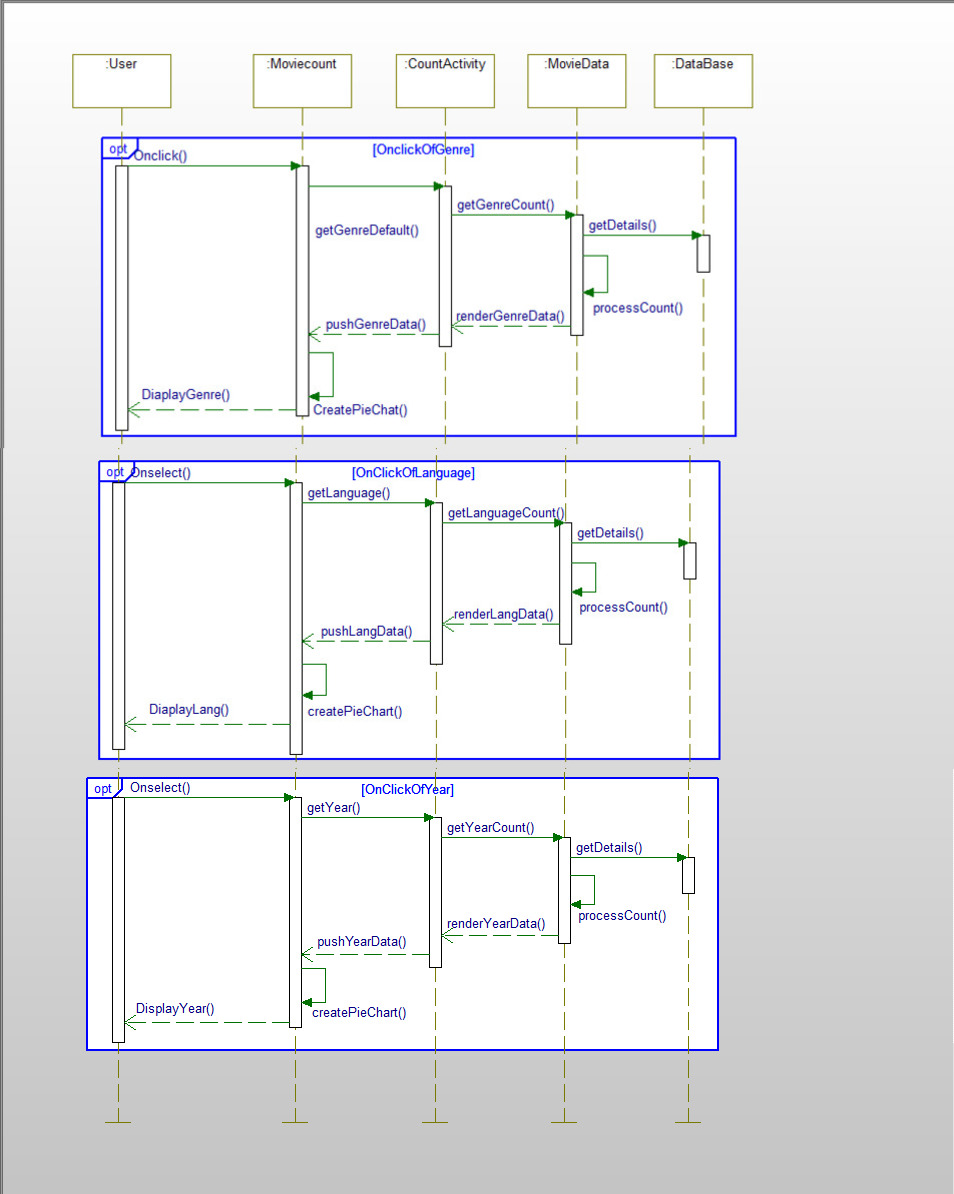 :User
:Moviecount
:CountActivity
:MovieData
:DataBase
opt
[OnclickOfGenre]
Onclick()
getGenreCount()
getDetails()
getGenreDefault()
processCount()
renderGenreData()
pushGenreData()
DiaplayGenre()
CreatePieChat()
opt
Onselect()
[OnClickOfLanguage]
getLanguage()
getLanguageCount()
getDetails()
processCount()
renderLangData()
pushLangData()
DiaplayLang()
createPieChart()
opt
Onselect()
[OnClickOfYear]
getYear()
getYearCount()
getDetails()
processCount()
renderYearData()
pushYearData()
DisplayYear()
createPieChart()